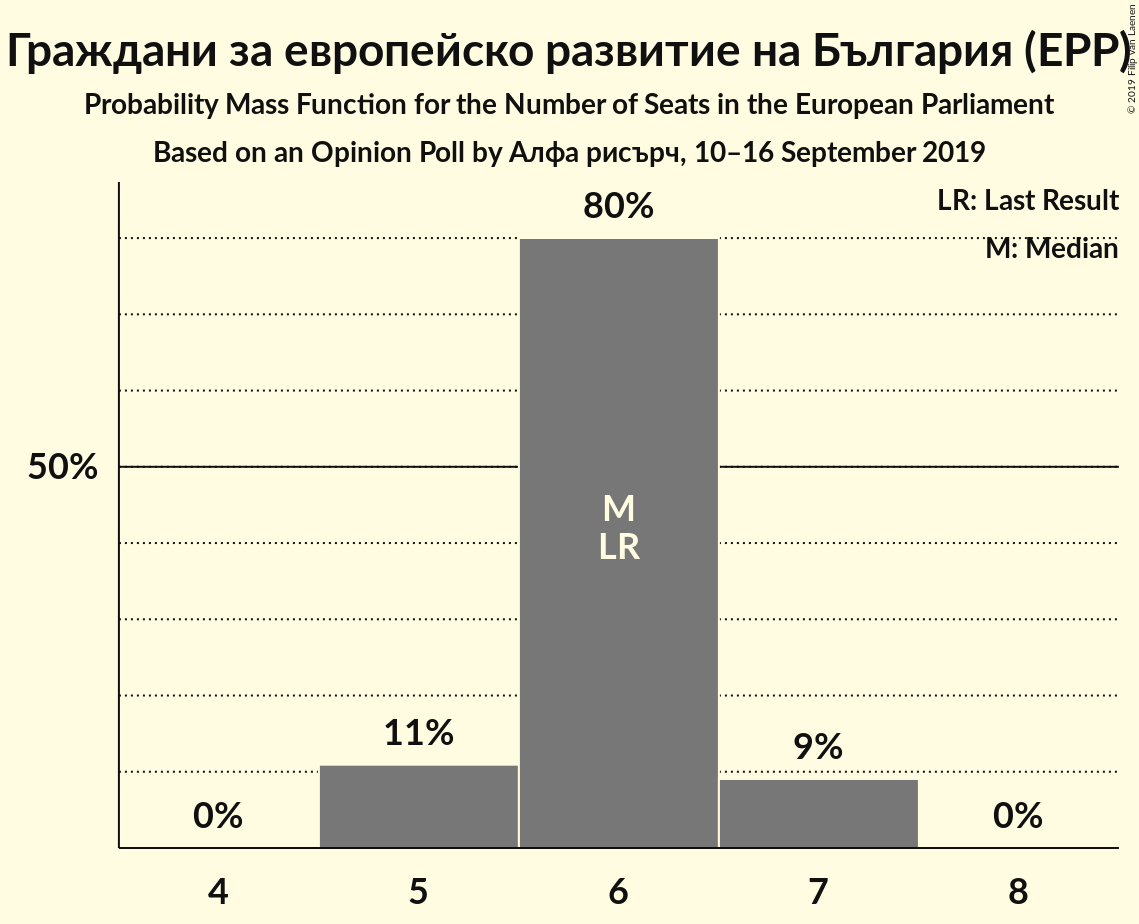 Граждани за европейско развитие на България (EPP)
© 2019 Filip van Laenen
Probability Mass Function for the Number of Seats in the European Parliament
Based on an Opinion Poll by Алфа рисърч, 10–16 September 2019
LR: Last Result
M: Median
80%
50%
M
LR
11%
9%
0%
0%
4
5
6
7
8